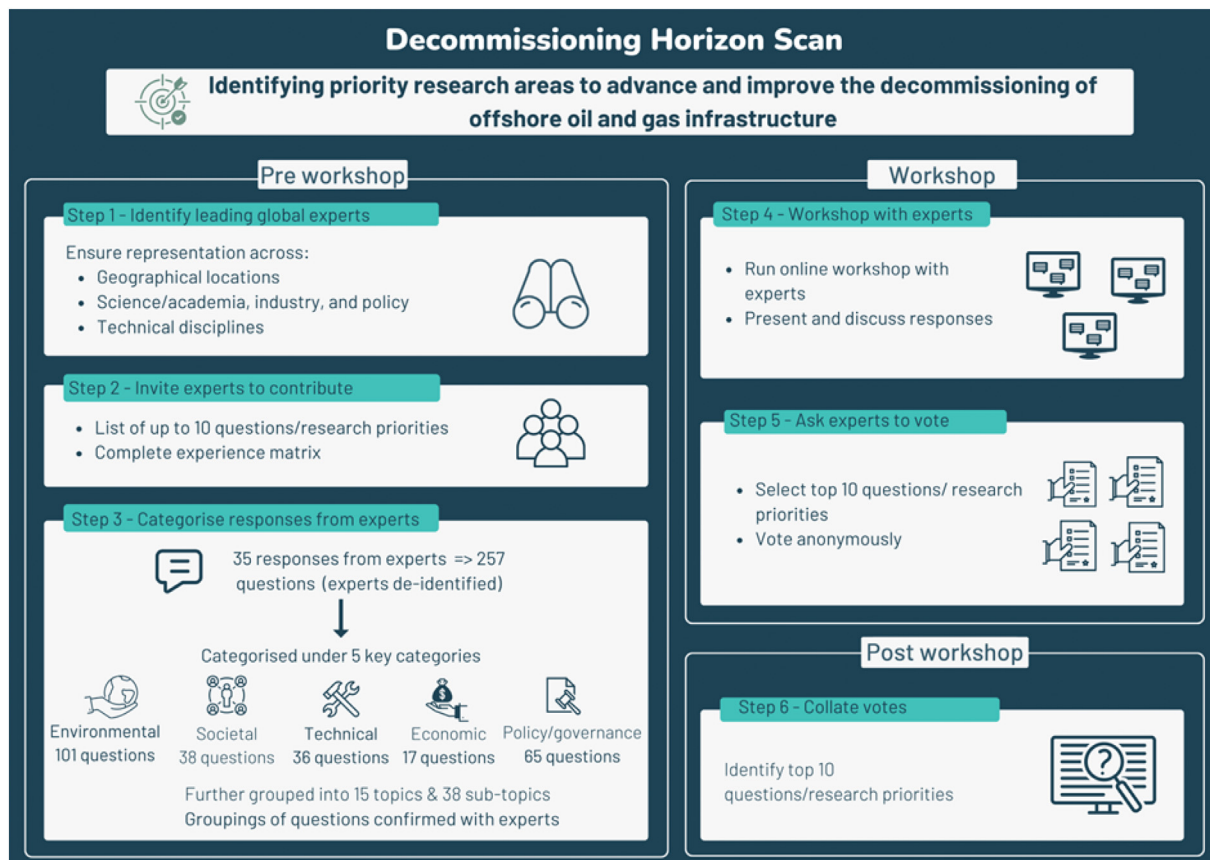 Decommissioning Horizon Scan
Identifying priority research areas to advance and improve the decommissioning of
offshore oil and gas infrastructure
Pre workshop
Step 1 - Identify leading global experts
Ensure representation across:
• Geographical locations
• Science/academia, industry, and policy
• Technical disciplines
Step 2 - Invite experts to contribute
• List of up to 10 questions/research priorities
• Complete experience matrix
Step 3 - Categorise responses from experts
35 responses from experts => 257
questions (experts de-identified)
Categorised under 5 key categories
Environmental
101 questions
Societal
38 questions
Technical
36 questions
Economic
17 questions
Policy/governance
65 questions
Further grouped into 15 topics & 38 sub-topics
Groupings of questions confirmed with experts
Workshop
Step 4 - Workshop with experts
• Run online workshop with
experts
• Present and discuss responses
Step 5 - Ask experts to vote
• Select top 10 questions/ research
priorities
• Vote anonymously
Post workshop
Step 6 - Collate votes
Identify top 10
questions/research priorities
$
?